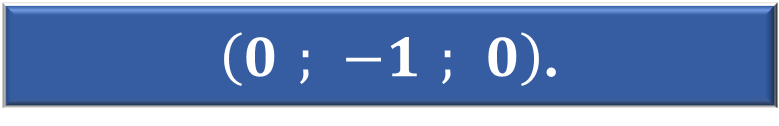 (0 ; −1 ; 0).